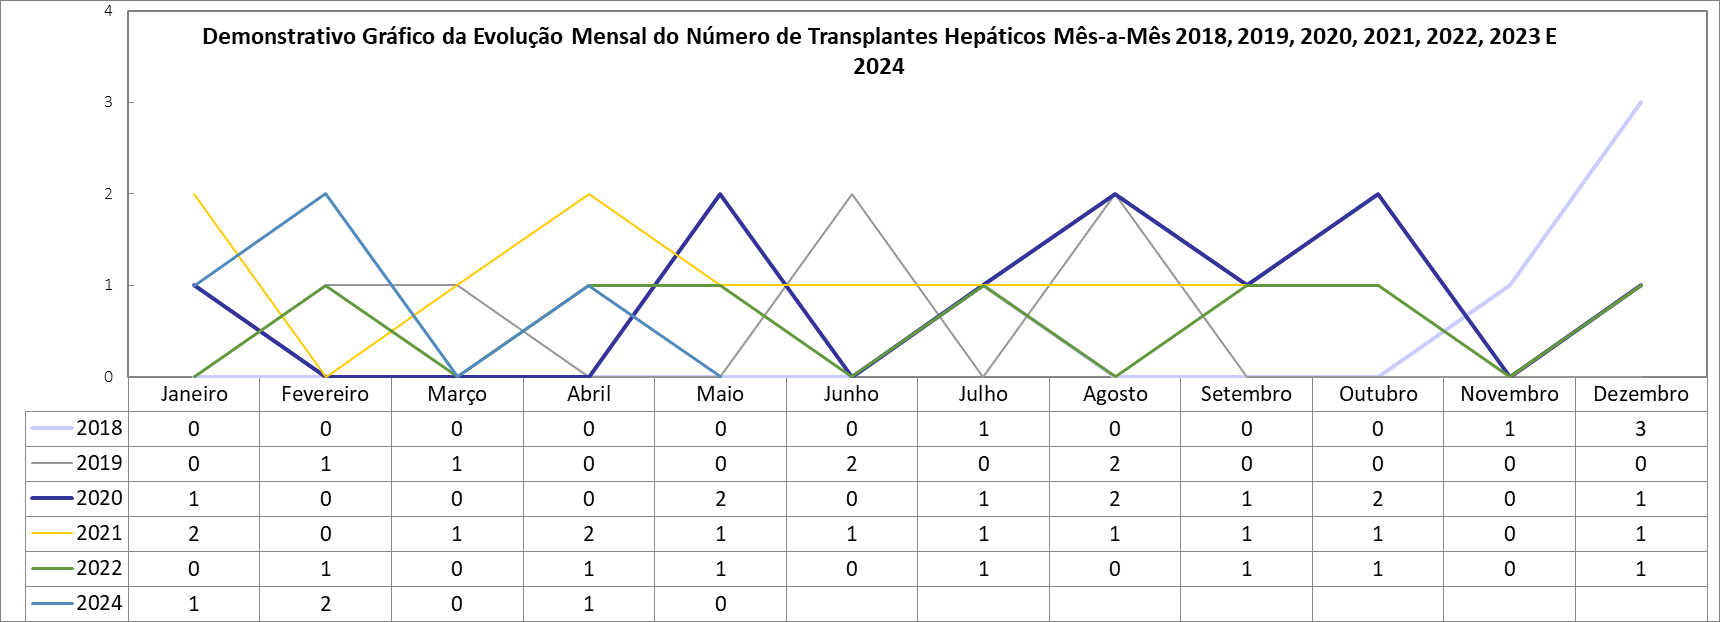 Demonstrativo Gráfico da Evolução Mensal do Número de Transplantes Hepáticos Mês-a-Mês 2018, 2019, 2020, 2021, 2022, 2023 E
2024
4
3
2
1
0
Janeiro Fevereiro Março Abril Maio Junho Julho Agosto Setembro Outubro Novembro Dezembro
2018 0 0 0 0 0 0 1 0 0 0 1 3
2019 0 1 1 0 0 2 0 2 0 0 0 0
2020 1 0 0 0 2 0 1 2 1 2 0 1
2021 2 0 1 2 1 1 1 1 1 1 0 1
2022 0 1 0 1 1 0 1 0 1 1 0 1
2024 1 2 0 1 0